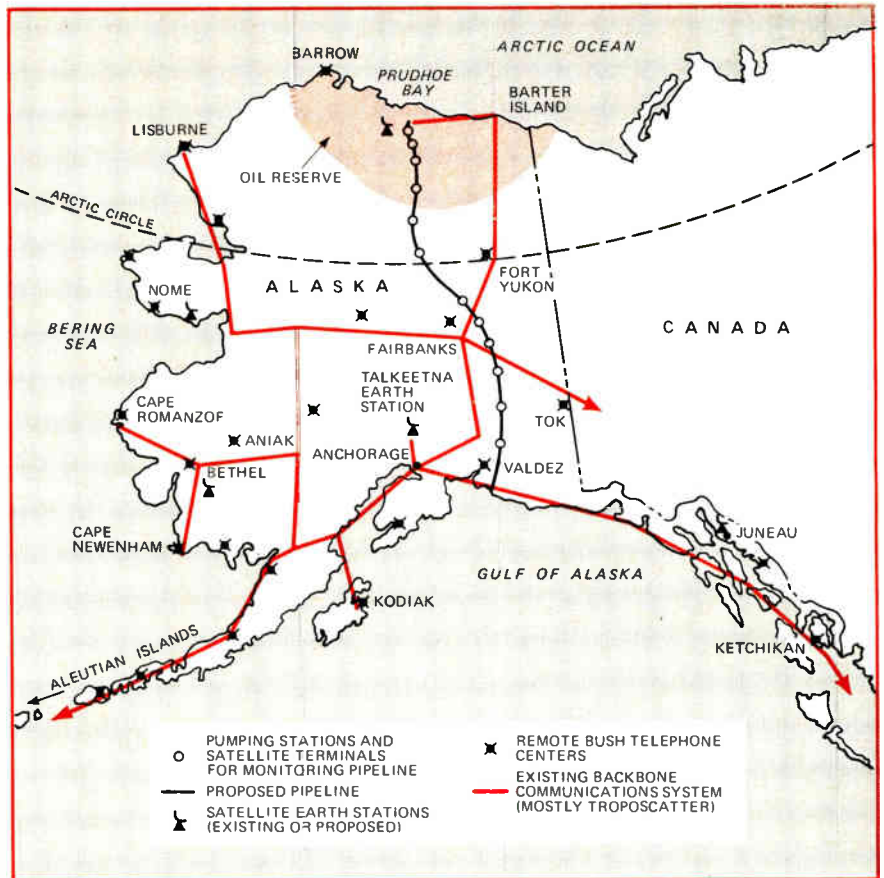 ARCTIC OCEAN
BARROW
PRUDHOE
BAY
BARTER
ISLAND
LISBURNE
OIL RESERVE
ARCTIC CIRCLE
FORT
YUKON
ALASKA
NOME
CANADA
BERING
SEA
FAIRBANKS
TALKEETNA
EARTH
STATION
CAPE
ROMANZOF
TOK
ANIAK
ANCHORAGE
VALDEZ
BETHEL
CAPE
NEWENHAM
JUNEAU
GULF OF ALASKA
KODIAK
KETCHIKAN
ALEUTIAN ISLANDS
PUMPING STATIONS AND
SATELLITE TERMINALS
FOR MONITORING PIPELINE
PROPOSED PIPELINE
SATELLITE EARTH STATIONS
(EXISTING OR PROPOSED)
REMOTE BUSH TELEPHONE
CENTERS
EXISTING BACKBONE
COMMUNICATIONS SYSTEM
(MOSTLY TROPOSCATTER)